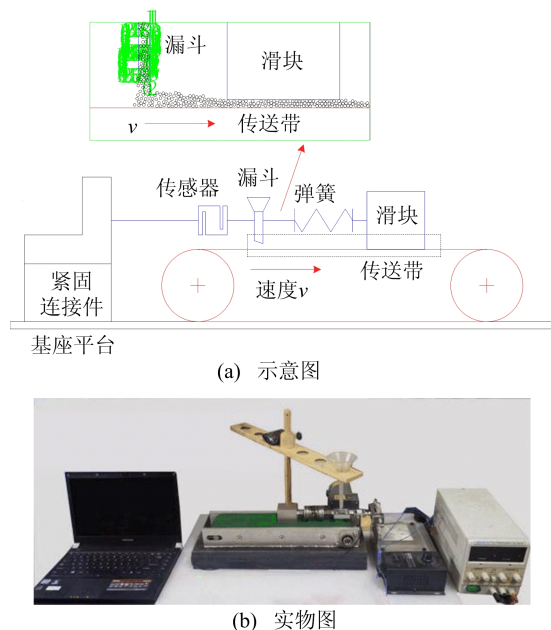 漏斗
滑块
v
传送带
传感器
漏斗
弹簧
滑块
紧固
连接件
速度v
传送带
基座平台
(a) 示意图
(b) 实物图